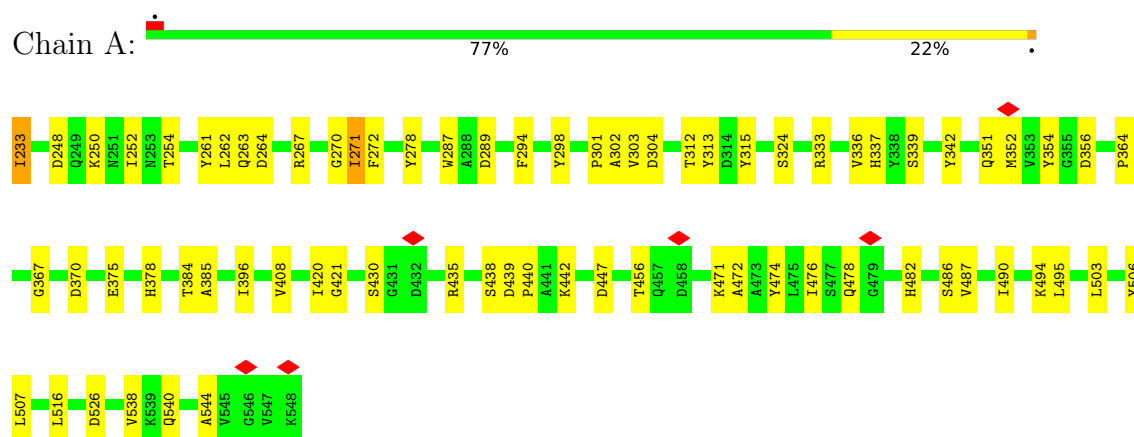 Chain A:
77%
22%
I233 D248 Q249 K250 N251 I252 N253 T254 Y261 L262 Q263 D264 R267 G270 I271 F272 Y278 W287 A288 D289 F294 Y298 P301 A302 V303 D304 T312 Y313 D314 Y315 S324 R333 V336 H337 Y338 S339 Y342 Q351 M352 V353 Y354 G355 D356 P364
G367 D370 E375 H378 T384 A385 I396 V408 I420 G421 S430 G431 D432 R435 S438 D439 P440 A441 K442 D447 T456 Q457 D458 K471 A472 A473 Y474 L475 I476 S477 Q478 G479 H482 S486 V487 I490 K494 L495 L503
L507 L516 D526 V538 K539 Q540 A544 V545 G546 V547 K548